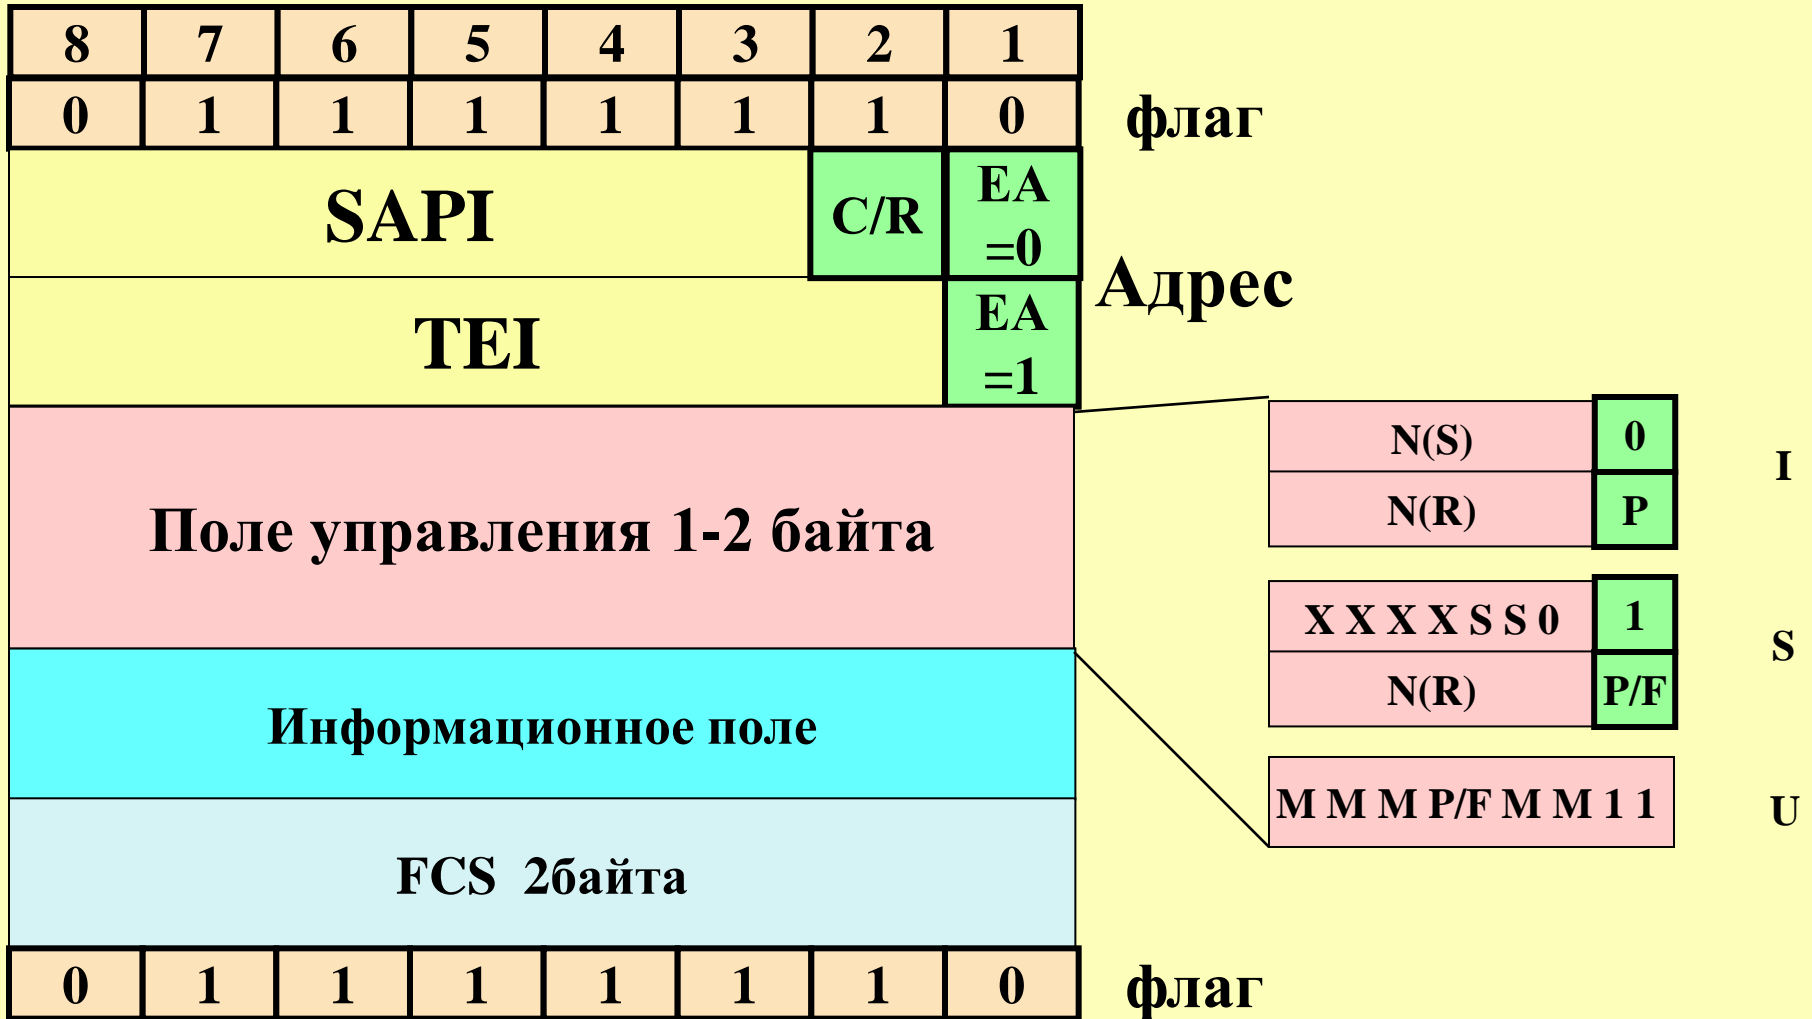 8 7 6 5 4 3 2 1
0 1 1 1 1 1 1 0 флаг
SAPI C/R EA
=0
Адрес
TEI EA
=1
Поле управления 1-2 байта
N(S) 0
I
N(R) P
X X X X S S 0 1
S
N(R) P/F
M M M P/F M M 1 1 U
Информационное поле
FCS 2байта
0 1 1 1 1 1 1 0 флаг